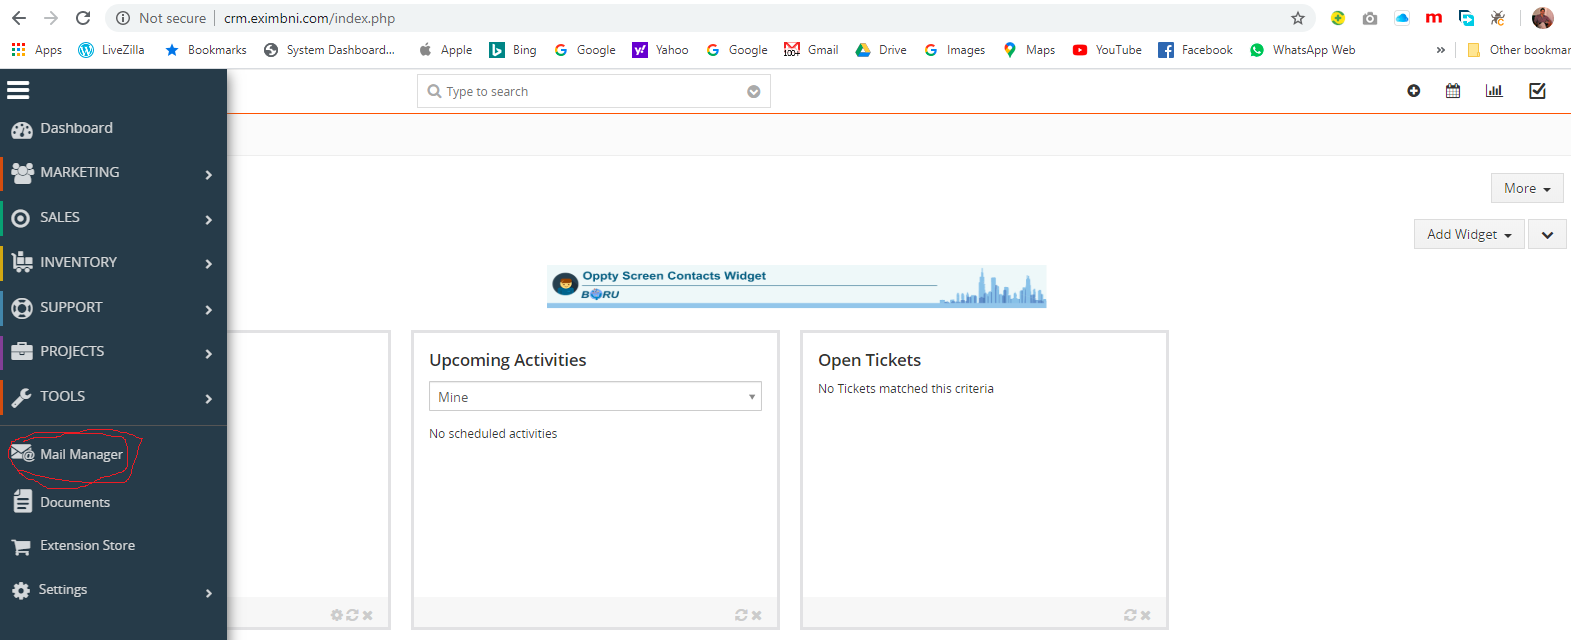 Not secure | crm.eximbni.com/index.php
Apps LiveZilla Bookmarks System Dashboard... Apple Bing Google Yahoo Google Gmail Drive Images Maps YouTube Facebook WhatsApp Web » Other bookmar
Type to search
Dashboard
MARKETING
SALES
INVENTORY
SUPPORT
PROJECTS
TOOLS
Mail Manager
Documents
Extension Store
Settings
More
Add Widget
Oppty Screen Contacts Widget
BORU
Upcoming Activities
Mine
No scheduled activities
Open Tickets
No Tickets matched this criteria